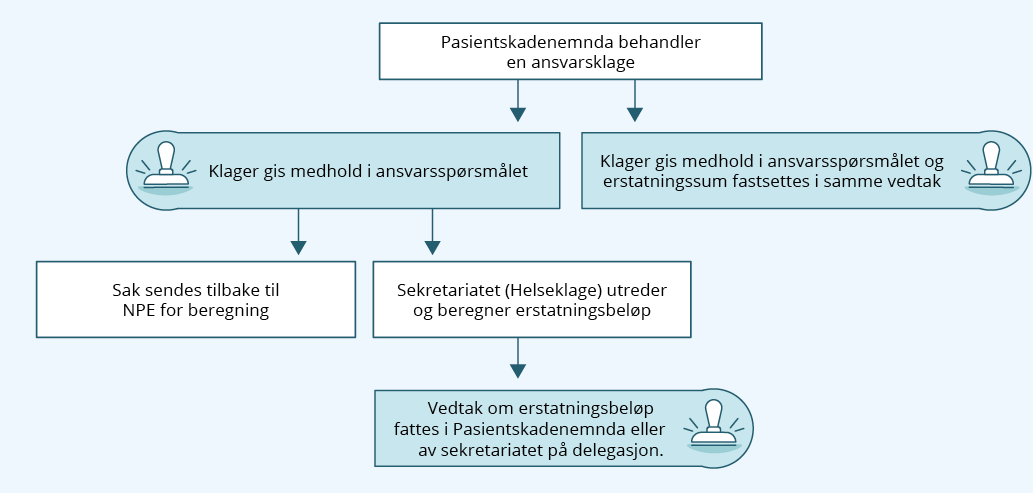 Pasientskadenemnda behandler
en ansvarsklage
Klager gis medhold i ansvarsspørsmålet
Klager gis medhold i ansvarsspørsmålet og
erstatningssum fastsettes i samme vedtak
Sak sendes tilbake til
NPE for beregning
Sekretariatet (Helseklage) utreder
og beregner erstatningsbeløp
Vedtak om erstatningsbeløp
fattes i Pasientskadenemnda eller
av sekretariatet på delegasjon.